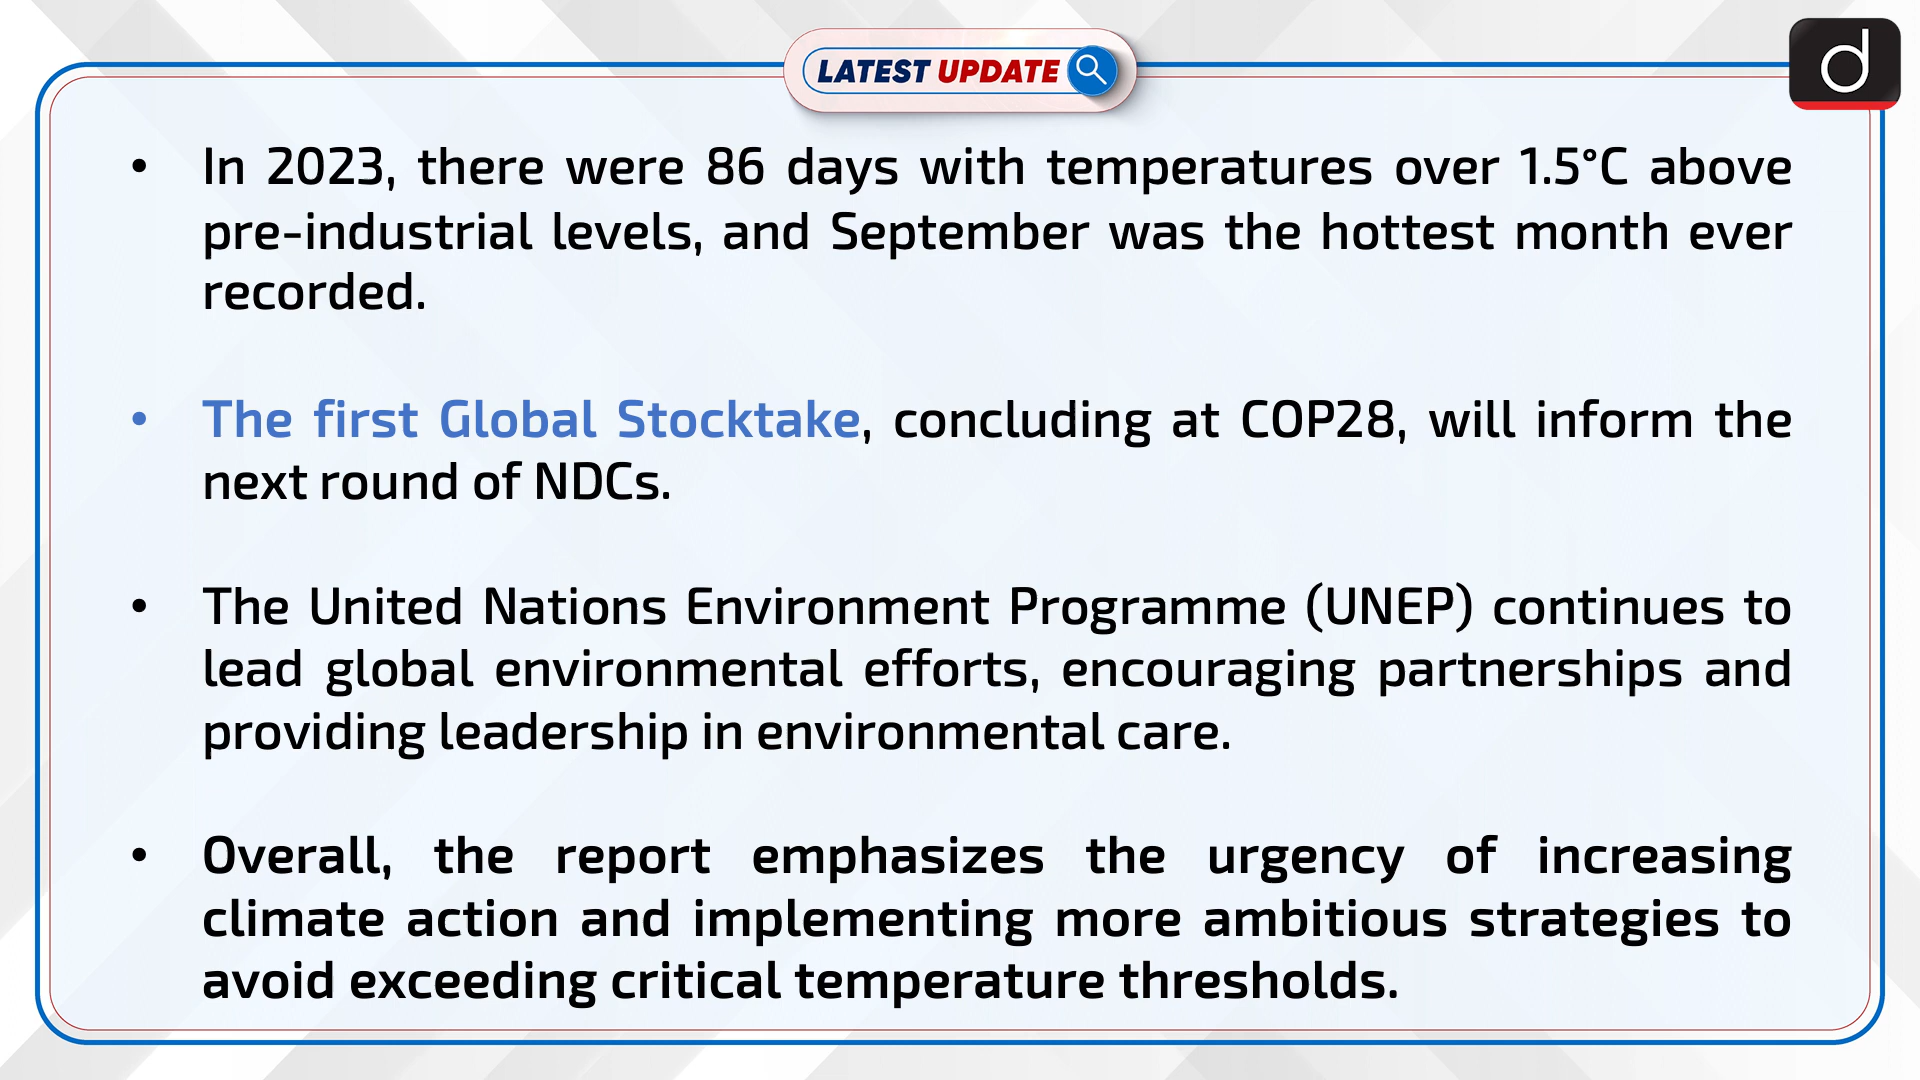 LATEST UPDATE
d
• In 2023, there were 86 days with temperatures over 1.5°C above
pre-industrial levels, and September was the hottest month ever
recorded.
• The first Global Stocktake, concluding at COP28, will inform the
next round of NDCs.
• The United Nations Environment Programme (UNEP) continues to
lead global environmental efforts, encouraging partnerships and
providing leadership in environmental care.
• Overall, the report emphasizes the urgency of increasing
climate action and implementing more ambitious strategies to
avoid exceeding critical temperature thresholds.